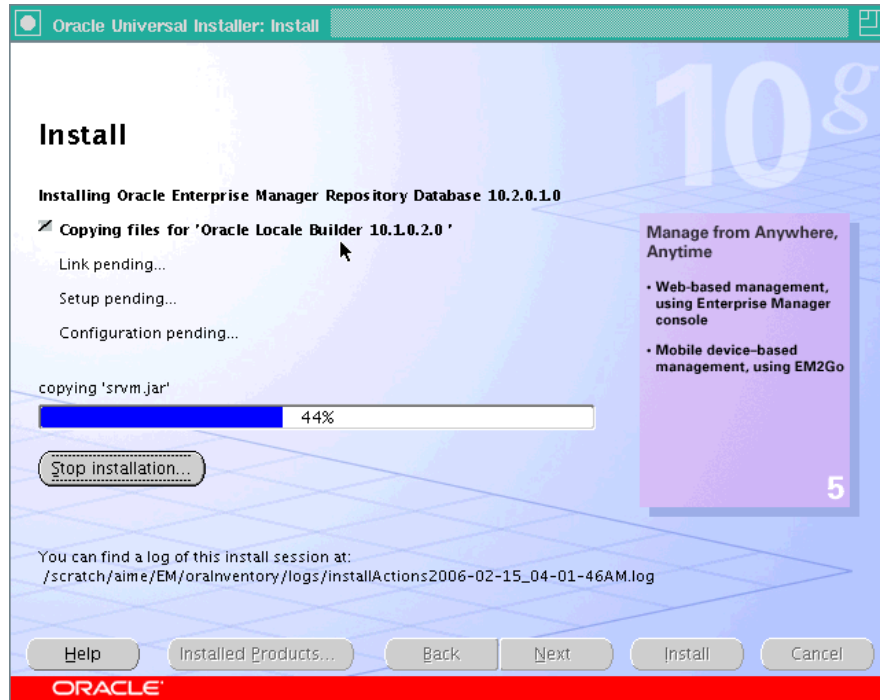 Oracle Universal Installer: Install
10g
Install
Installing Oracle Enterprise Manager Repository Database 10.2.0.1.0
Copying files for 'Oracle Locale Builder 10.1.0.2.0 '
Link pending...
Setup pending...
Configuration pending...
copying 'srvm.jar'
44%
Stop installation...
Manage from Anywhere,
Anytime
• Web-based management,
using Enterprise Manager
console
• Mobile device-based
management, using EM2Go
5
You can find a log of this install session at:
/scratch/aime/EM/oraInventory/logs/installActions2006-02-15_04-01-46AM.log
Help
Installed Products...
Back
Next
Install
Cancel
ORACLE